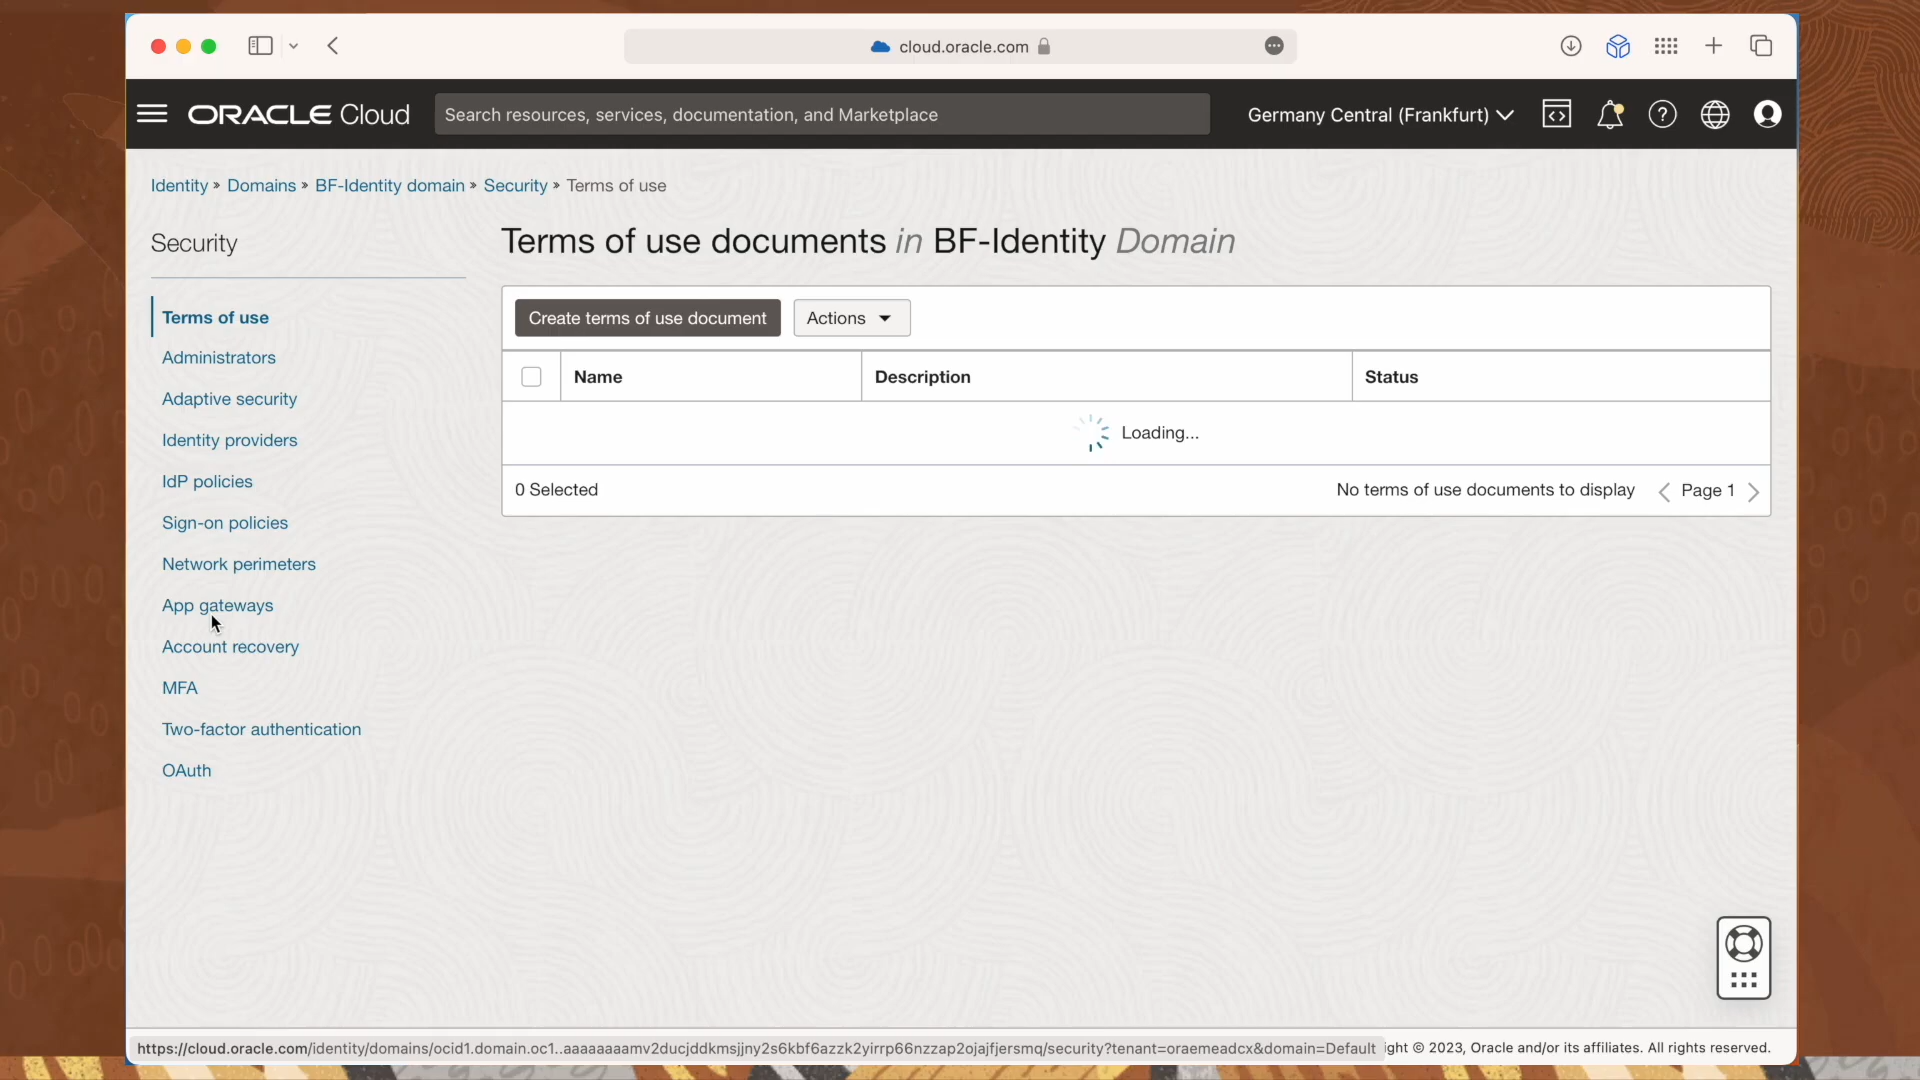 cloud.oracle.com
ORACLE Cloud
Search resources, services, documentation, and Marketplace
Germany Central (Frankfurt)
Identity » Domains » BF-Identity domain » Security » Terms of use
Security
Terms of use
Administrators
Adaptive security
Identity providers
IdP policies
Sign-on policies
Network perimeters
App gateways
Account recovery
MFA
Two-factor authentication
OAuth
Terms of use documents in BF-Identity Domain
Create terms of use document
Actions
Name Description Status
Loading...
0 Selected
No terms of use documents to display
Page 1
https://cloud.oracle.com/identity/domains/ocid1.domain.oc1..aaaaaaaamv2ducjddkmsjjny2s6kbf6azzk2yirrp66nzzap2ojajfjersmq/security?tenant=oraemeadcx&domain=Default
ight © 2023, Oracle and/or its affiliates. All rights reserved.